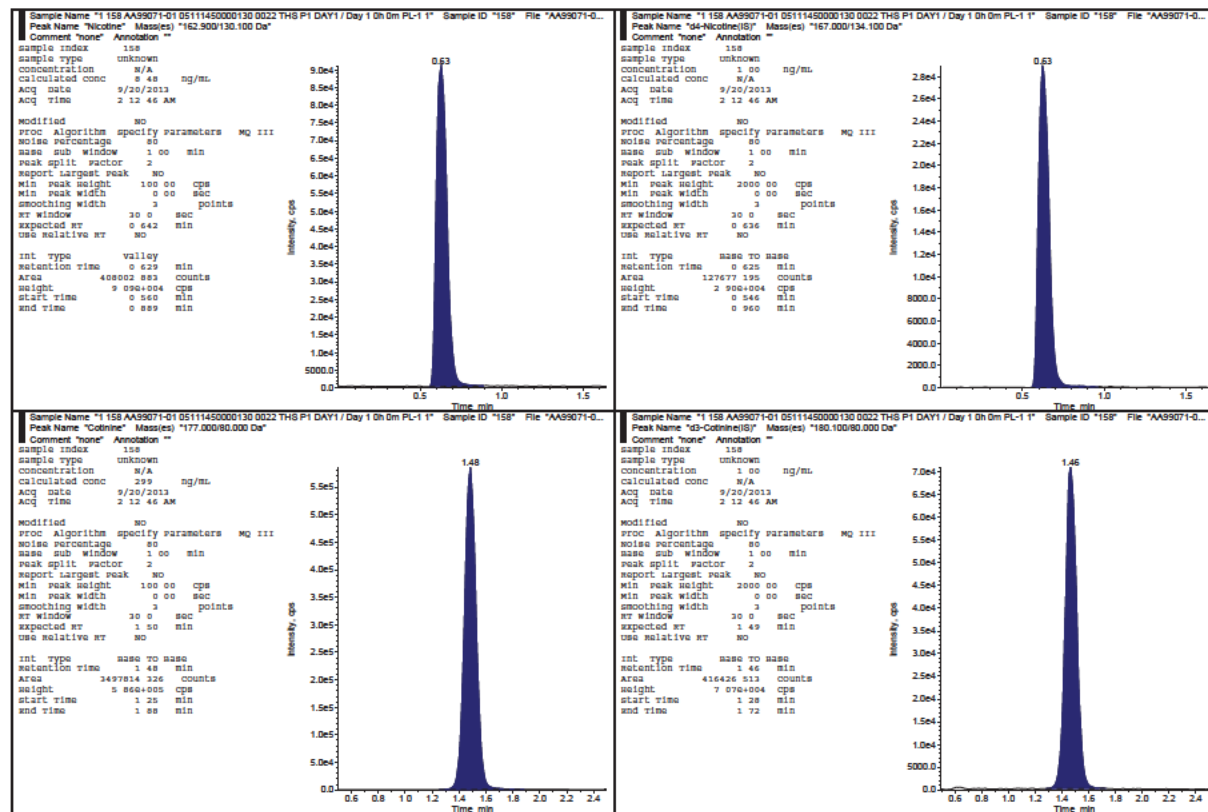 Sample Name "1 158 AA99071-01 05111450000130 0022 THS P1 DAY1 / Day 1 0h 0m PL-1 1" Sample ID "158" File "AA99071-0...
Peak Name "Nicotine" Mass(es) "162.900/130.100 Da"
Comment "none" Annotation ""
Sample Index 158
Sample Type Unknown
Concentration N/A
Calculated Conc 8 48 ng/mL
Acq Date 9/20/2013
Acq Time 2 12 46 AM
Modified NO
Proc Algorithm Specify Parameters MQ III
Noise Percentage 80
Base Sub Window 1 00 min
Peak Split Factor 2
Report Largest Peak NO
Min Peak Height 100 00 cps
Min Peak Width 0 00 sec
Smoothing Width 3 points
RT Window 30 0 sec
Expected RT 0 642 min
Use Relative RT NO
Int Type Valley
Retention Time 0 629 min
Area 408002 883 counts
Height 9 09e+004 cps
Start Time 0 560 min
End Time 0 889 min
0.63
Intensity, cps
9.0e4
8.5e4
8.0e4
7.5e4
7.0e4
6.5e4
6.0e4
5.5e4
5.0e4
4.5e4
4.0e4
3.5e4
3.0e4
2.5e4
2.0e4
1.5e4
1.0e4
5000.0
0.5 1.0 1.5
Time min
Sample Name "1 158 AA99071-01 05111450000130 0022 THS P1 DAY1 / Day 1 0h 0m PL-1 1" Sample ID "158" File "AA99071-0...
Peak Name "d4-Nicotine(IS)" Mass(es) "167.000/134.100 Da"
Comment "none" Annotation ""
Sample Index 158
Sample Type Unknown
Concentration 1 00 ng/mL
Calculated Conc N/A
Acq Date 9/20/2013
Acq Time 2 12 46 AM
Modified NO
Proc Algorithm Specify Parameters MQ III
Noise Percentage 80
Base Sub Window 1 00 min
Peak Split Factor 2
Report Largest Peak NO
Min Peak Height 2000 00 cps
Min Peak Width 0 00 sec
Smoothing Width 3 points
RT Window 30 0 sec
Expected RT 0 636 min
Use Relative RT NO
Int Type Base To Base
Retention Time 0 625 min
Area 127677 195 counts
Height 2 90e+004 cps
Start Time 0 546 min
End Time 0 960 min
0.63
Intensity, cps
2.8e4
2.6e4
2.4e4
2.2e4
2.0e4
1.8e4
1.6e4
1.4e4
1.2e4
1.0e4
8000.0
6000.0
4000.0
2000.0
0.0
0.5 1.0 1.5
Time min
Sample Name "1 158 AA99071-01 05111450000130 0022 THS P1 DAY1 / Day 1 0h 0m PL-1 1" Sample ID "158" File "AA99071-0...
Peak Name "Cotinine" Mass(es) "177.000/80.000 Da"
Comment "none" Annotation ""
Sample Index 158
Sample Type Unknown
Concentration N/A
Calculated Conc 299 ng/mL
Acq Date 9/20/2013
Acq Time 2 12 46 AM
Modified NO
Proc Algorithm Specify Parameters MQ III
Noise Percentage 80
Base Sub Window 1 00 min
Peak Split Factor 2
Report Largest Peak NO
Min Peak Height 100 00 cps
Min Peak Width 0 00 sec
Smoothing Width 3 points
RT Window 30 0 sec
Expected RT 1 50 min
Use Relative RT NO
Int Type Base To Base
Retention Time 1 48 min
Area 3497814 326 counts
Height 5 86e+005 cps
Start Time 1 25 min
End Time 1 88 min
1.48
Intensity, cps
5.5e5
5.0e5
4.5e5
4.0e5
3.5e5
3.0e5
2.5e5
2.0e5
1.5e5
1.0e5
5.0e4
0.0
0.6 0.8 1.0 1.2 1.4 1.6 1.8 2.0 2.2 2.4
Time min
Sample Name "1 158 AA99071-01 05111450000130 0022 THS P1 DAY1 / Day 1 0h 0m PL-1 1" Sample ID "158" File "AA99071-0...
Peak Name "d3-Cotinine(IS)" Mass(es) "180.100/80.000 Da"
Comment "none" Annotation ""
Sample Index 158
Sample Type Unknown
Concentration 1 00 ng/mL
Calculated Conc N/A
Acq Date 9/20/2013
Acq Time 2 12 46 AM
Modified NO
Proc Algorithm Specify Parameters MQ III
Noise Percentage 80
Base Sub Window 1 00 min
Peak Split Factor 2
Report Largest Peak NO
Min Peak Height 2000 00 cps
Min Peak Width 0 00 sec
Smoothing Width 3 points
RT Window 30 0 sec
Expected RT 1 49 min
Use Relative RT NO
Int Type Base To Base
Retention Time 1 46 min
Area 416426 513 counts
Height 7 07e+004 cps
Start Time 1 28 min
End Time 1 72 min
1.46
Intensity, cps
7.0e4
6.5e4
6.0e4
5.5e4
5.0e4
4.5e4
4.0e4
3.5e4
3.0e4
2.5e4
2.0e4
1.5e4
1.0e4
5000.0
0.0
0.6 0.8 1.0 1.2 1.4 1.6 1.8 2.0 2.2 2.4
Time min